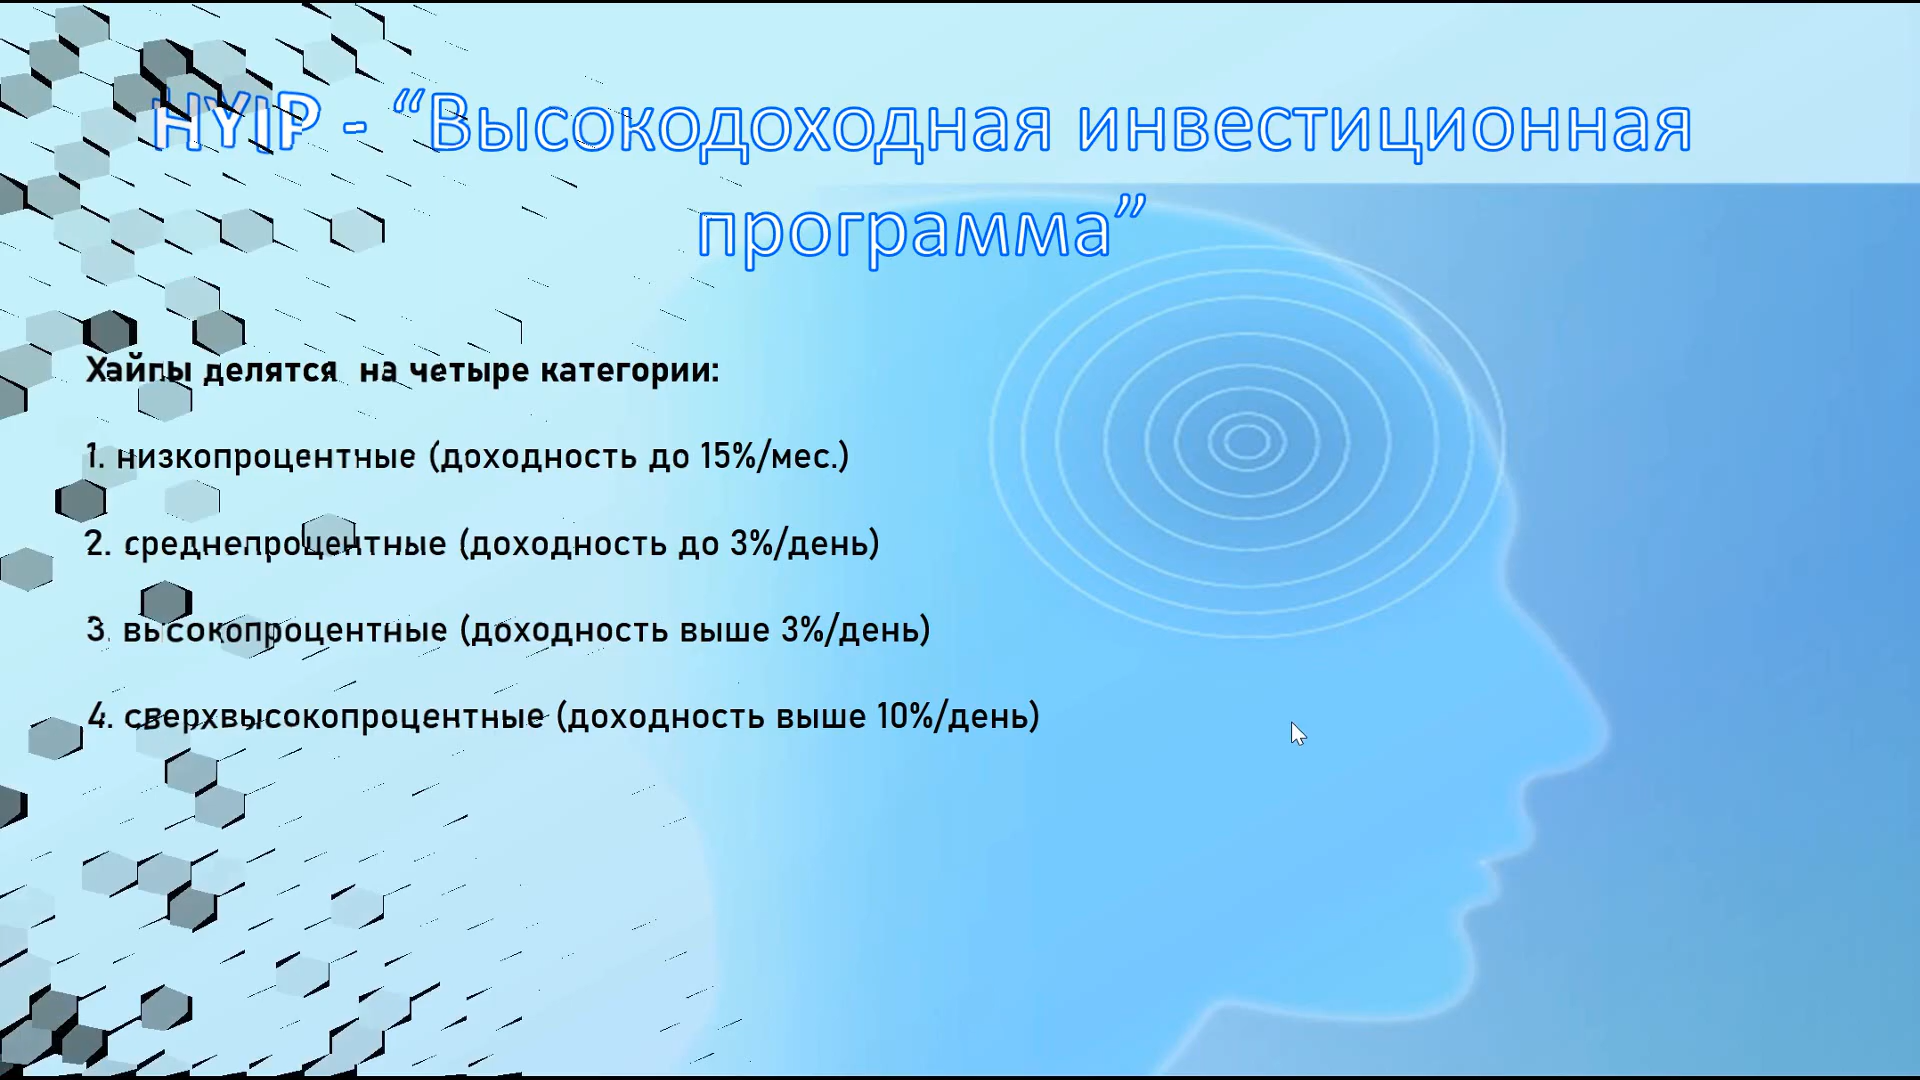 HYIP - “Высокодоходная инвестиционная
программа”
Хайпы делятся на четыре категории:
1. низкопроцентные (доходность до 15%/мес.)
2. среднепроцентные (доходность до 3%/день)
3. высокопроцентные (доходность выше 3%/день)
4. сверхвысокопроцентные (доходность выше 10%/день)